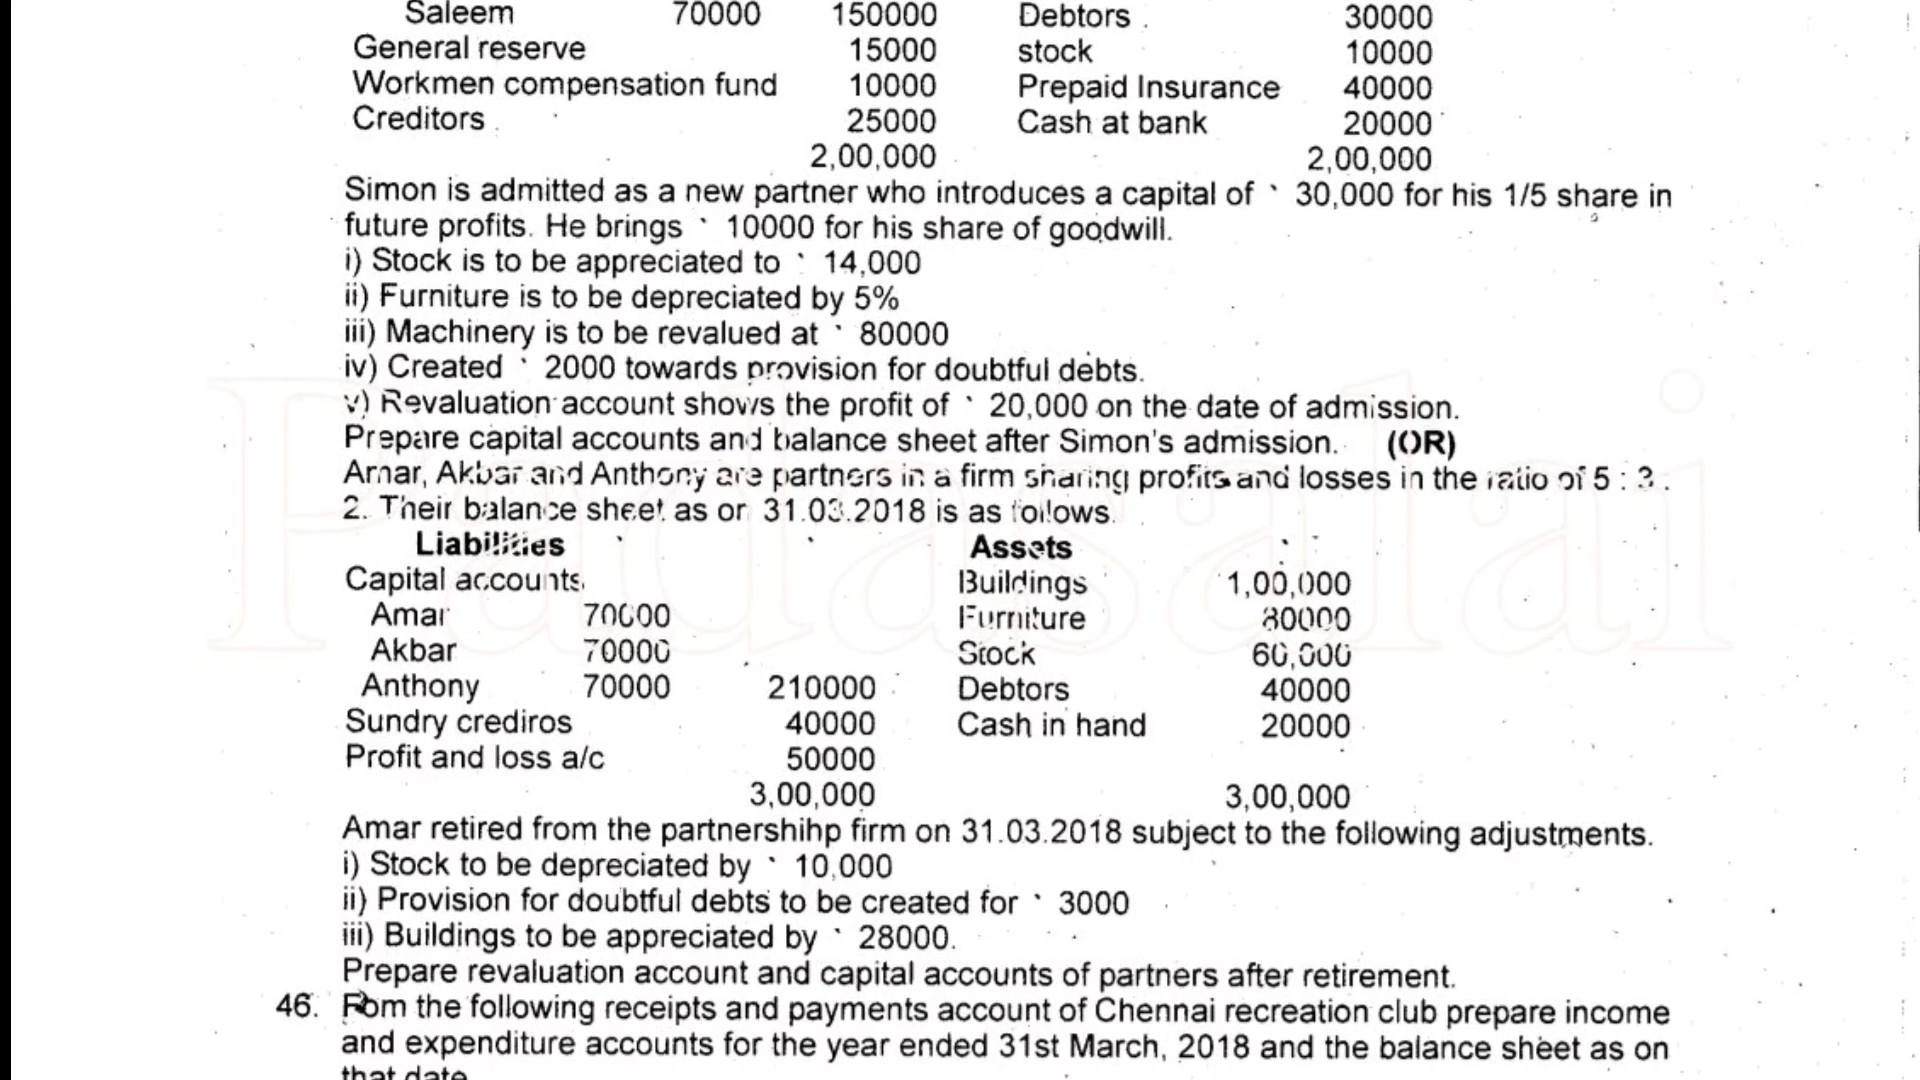 Saleem 70000 150000 Debtors 30000
General reserve 15000 stock 10000
Workmen compensation fund 10000 Prepaid Insurance 40000
Creditors 25000 Cash at bank 20000
2,00,000 2,00,000
Simon is admitted as a new partner who introduces a capital of ` 30,000 for his 1/5 share in
future profits. He brings ` 10000 for his share of goodwill.
i) Stock is to be appreciated to ` 14,000
ii) Furniture is to be depreciated by 5%
iii) Machinery is to be revalued at ` 80000
iv) Created ` 2000 towards provision for doubtful debts.
v) Revaluation account shows the profit of ` 20,000 on the date of admission.
Prepare capital accounts and balance sheet after Simon's admission. (OR)
Amar, Akbar and Anthony are partners in a firm sharing profits and losses in the ratio of 5 : 3 :
2. Their balance sheet as on 31.03.2018 is as follows.
Liabilities ` Assets `
Capital accounts Buildings 1,00,000
Amar 70000 Furniture 80000
Akbar 70000 Stock 60,000
Anthony 70000 210000 Debtors 40000
Sundry crediros 40000 Cash in hand 20000
Profit and loss a/c 50000
3,00,000 3,00,000
Amar retired from the partnershihp firm on 31.03.2018 subject to the following adjustments.
i) Stock to be depreciated by ` 10,000
ii) Provision for doubtful debts to be created for ` 3000
iii) Buildings to be appreciated by ` 28000.
Prepare revaluation account and capital accounts of partners after retirement.
46. From the following receipts and payments account of Chennai recreation club prepare income
and expenditure accounts for the year ended 31st March, 2018 and the balance sheet as on
that date
Padasalai